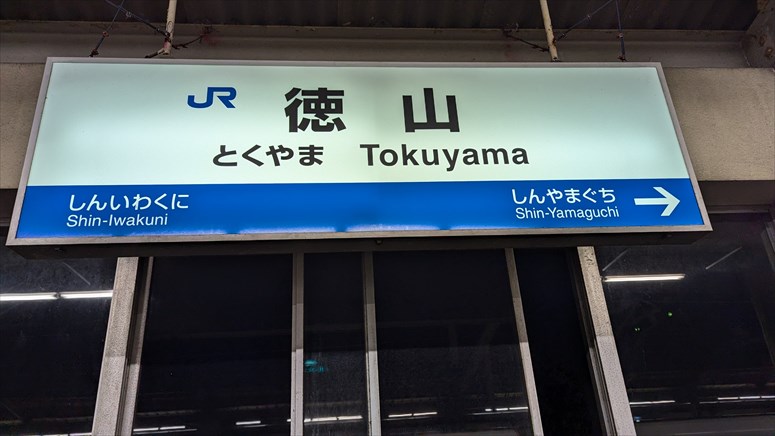 JR 徳山
とくやま Tokuyama
しんいわくに
Shin-Iwakuni
しんやまぐち
Shin-Yamaguchi →